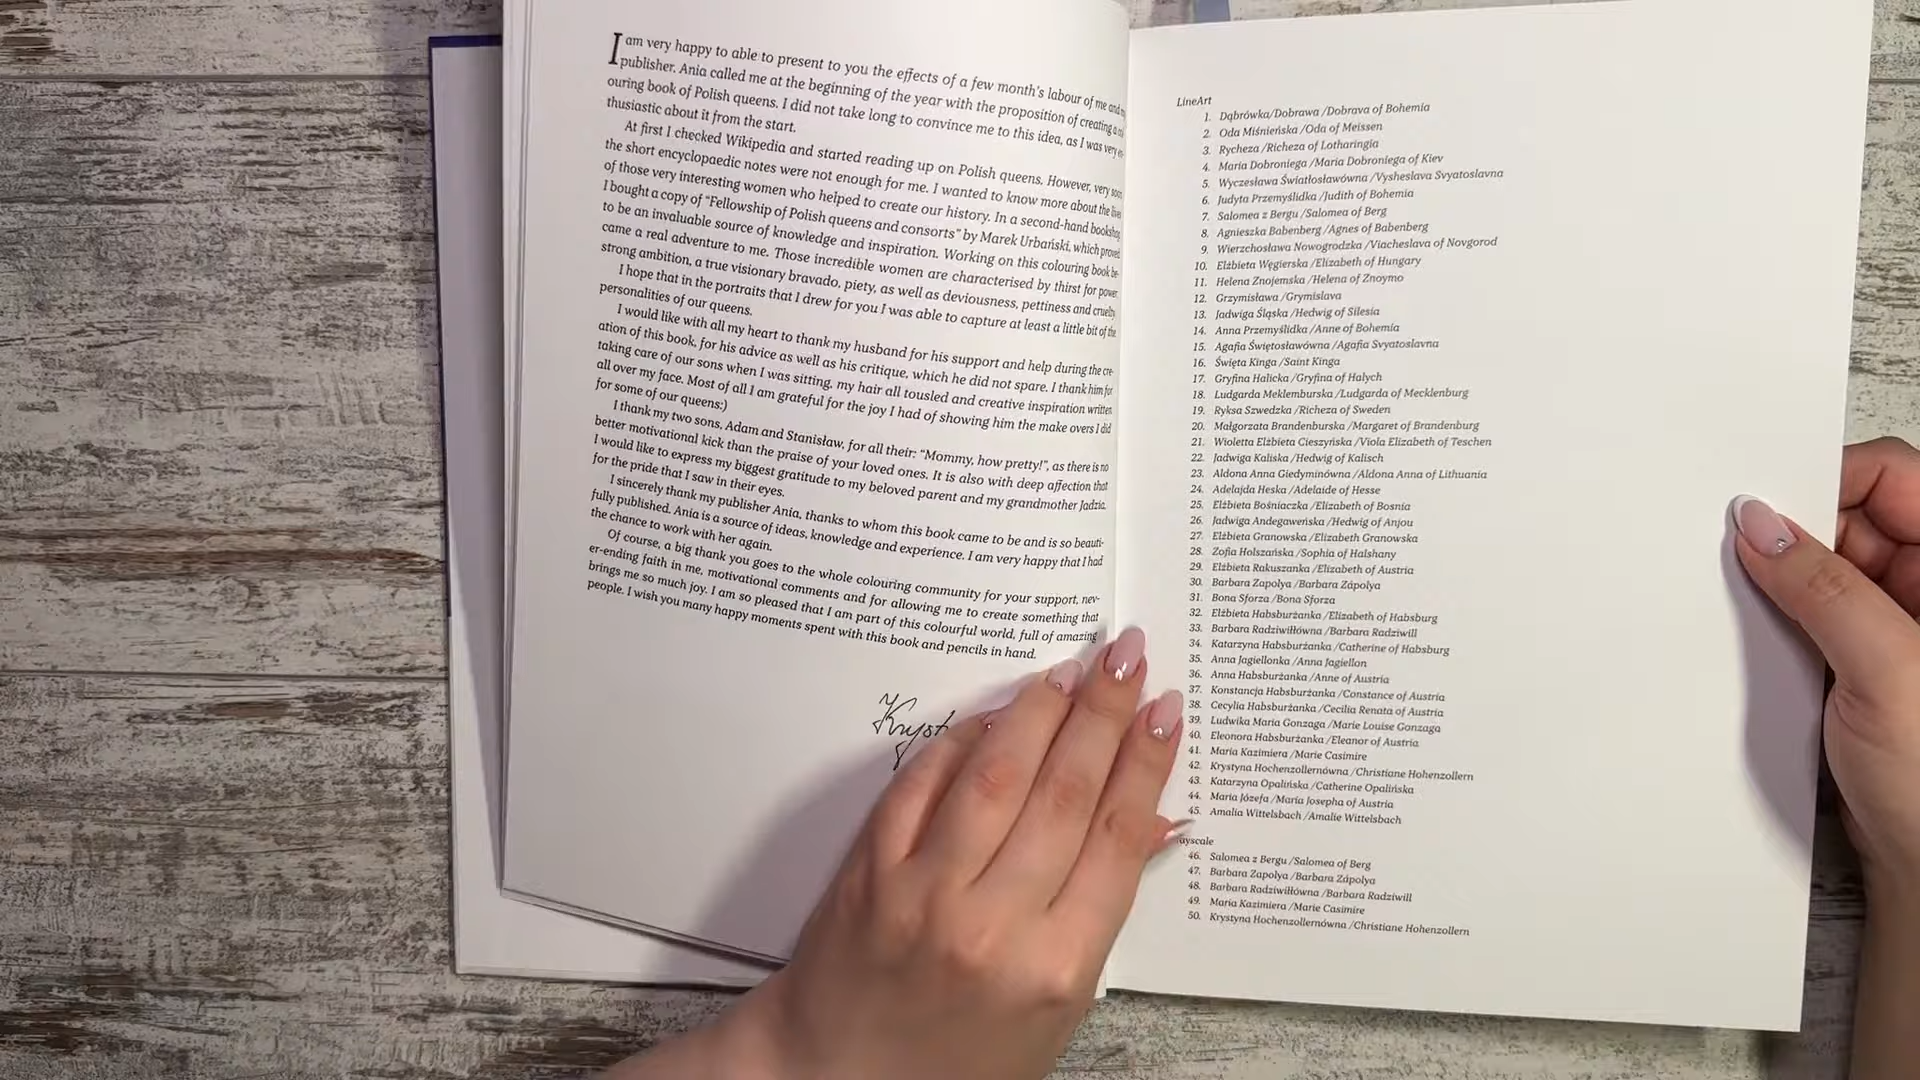 I am very happy to able to present to you the effects of a few month's labour of me and
publisher. Ania called me at the beginning of the year with the proposition of creating a
ouring book of Polish queens. I did not take long to convince me to this idea, as I was very
thusiastic about it from the start.
At first I checked Wikipedia and started reading up on Polish queens. However, very soon
the short encyclopaedic notes were not enough for me. I wanted to know more about the lives
of those very interesting women who helped to create our history. In a second-hand bookshop
I bought a copy of "Fellowship of Polish queens and consorts" by Marek Urbański, which proved
to be an invaluable source of knowledge and inspiration. Working on this colouring book be-
came a real adventure to me. Those incredible women are characterised by thirst for power,
strong ambition, a true visionary bravado, piety, as well as deviousness, pettiness and cruelty.
I hope that in the portraits that I drew for you I was able to capture at least a little bit of the
personalities of our queens.
I would like with all my heart to thank my husband for his support and help during the cre-
ation of this book, for his advice as well as his critique, which he did not spare. I thank him for
taking care of our sons when I was sitting, my hair all tousled and creative inspiration written
all over my face. Most of all I am grateful for the joy I had of showing him the make overs I did
for some of our queens:)
I thank my two sons, Adam and Stanisław, for all their: "Mommy, how pretty!", as there is no
better motivational kick than the praise of your loved ones. It is also with deep affection that
I would like to express my biggest gratitude to my beloved parent and my grandmother Jadzia,
for the pride that I saw in their eyes.
I sincerely thank my publisher Ania, thanks to whom this book came to be and is so beauti-
fully published. Ania is a source of ideas, knowledge and experience. I am very happy that I had
the chance to work with her again.
Of course, a big thank you goes to the whole colouring community for your support, nev-
er-ending faith in me, motivational comments and for allowing me to create something that
brings me so much joy. I am so pleased that I am part of this colourful world, full of amazing
people. I wish you many happy moments spent with this book and pencils in hand.
Kryst
LineArt
1. Dąbrówka/Dobrawa /Dobrava of Bohemia
2. Oda Miśnieńska /Oda of Meissen
3. Rycheza /Richeza of Lotharingia
4. Maria Dobroniega /Maria Dobroniega of Kiev
5. Wyczesława Światłosławówna /Vysheslava Svyatoslavna
6. Judyta Przemyślidka /Judith of Bohemia
7. Salomea z Bergu /Salomea of Berg
8. Agnieszka Babenberg /Agnes of Babenberg
9. Wierzchosława Nowogrodzka /Viacheslava of Novgorod
10. Elżbieta Węgierska /Elizabeth of Hungary
11. Helena Znojemska /Helena of Znoymo
12. Grzymisława /Grymislava
13. Jadwiga Śląska /Hedwig of Silesia
14. Anna Przemyślidka /Anne of Bohemia
15. Agafia Świętosławówna /Agafia Svyatoslavna
16. Święta Kinga /Saint Kinga
17. Gryfina Halicka /Gryfina of Halych
18. Ludgarda Meklemburska /Ludgarda of Mecklenburg
19. Ryksa Szwedzka /Richeza of Sweden
20. Małgorzata Brandenburska /Margaret of Brandenburg
21. Wioletta Elżbieta Cieszyńska /Viola Elizabeth of Teschen
22. Jadwiga Kaliska /Hedwig of Kalisch
23. Aldona Anna Giedyminówna /Aldona Anna of Lithuania
24. Adelajda Heska /Adelaide of Hesse
25. Elżbieta Bośniaczka /Elizabeth of Bosnia
26. Jadwiga Andegaweńska /Hedwig of Anjou
27. Elżbieta Granowska /Elizabeth Granowska
28. Zofia Holszańska /Sophia of Halshany
29. Elżbieta Rakuszanka /Elizabeth of Austria
30. Barbara Zapolya /Barbara Zápolya
31. Bona Sforza /Bona Sforza
32. Elżbieta Habsburżanka /Elizabeth of Habsburg
33. Barbara Radziwiłłówna /Barbara Radziwill
34. Katarzyna Habsburżanka /Catherine of Habsburg
35. Anna Jagiellonka /Anna Jagiellon
36. Anna Habsburżanka /Anne of Austria
37. Konstancja Habsburżanka /Constance of Austria
38. Cecylia Habsburżanka /Cecilia Renata of Austria
39. Ludwika Maria Gonzaga /Marie Louise Gonzaga
40. Eleonora Habsburżanka /Eleanor of Austria
41. Maria Kazimiera /Marie Casimire
42. Krystyna Hochenzollernówna /Christiane Hohenzollern
43. Katarzyna Opalińska /Catherine Opalińska
44. Maria Józefa /Maria Josepha of Austria
45. Amalia Wittelsbach /Amalie Wittelsbach
ayscale
46. Salomea z Bergu /Salomea of Berg
47. Barbara Zapolya /Barbara Zápolya
48. Barbara Radziwiłłówna /Barbara Radziwill
49. Maria Kazimiera /Marie Casimire
50. Krystyna Hochenzollernówna /Christiane Hohenzollern